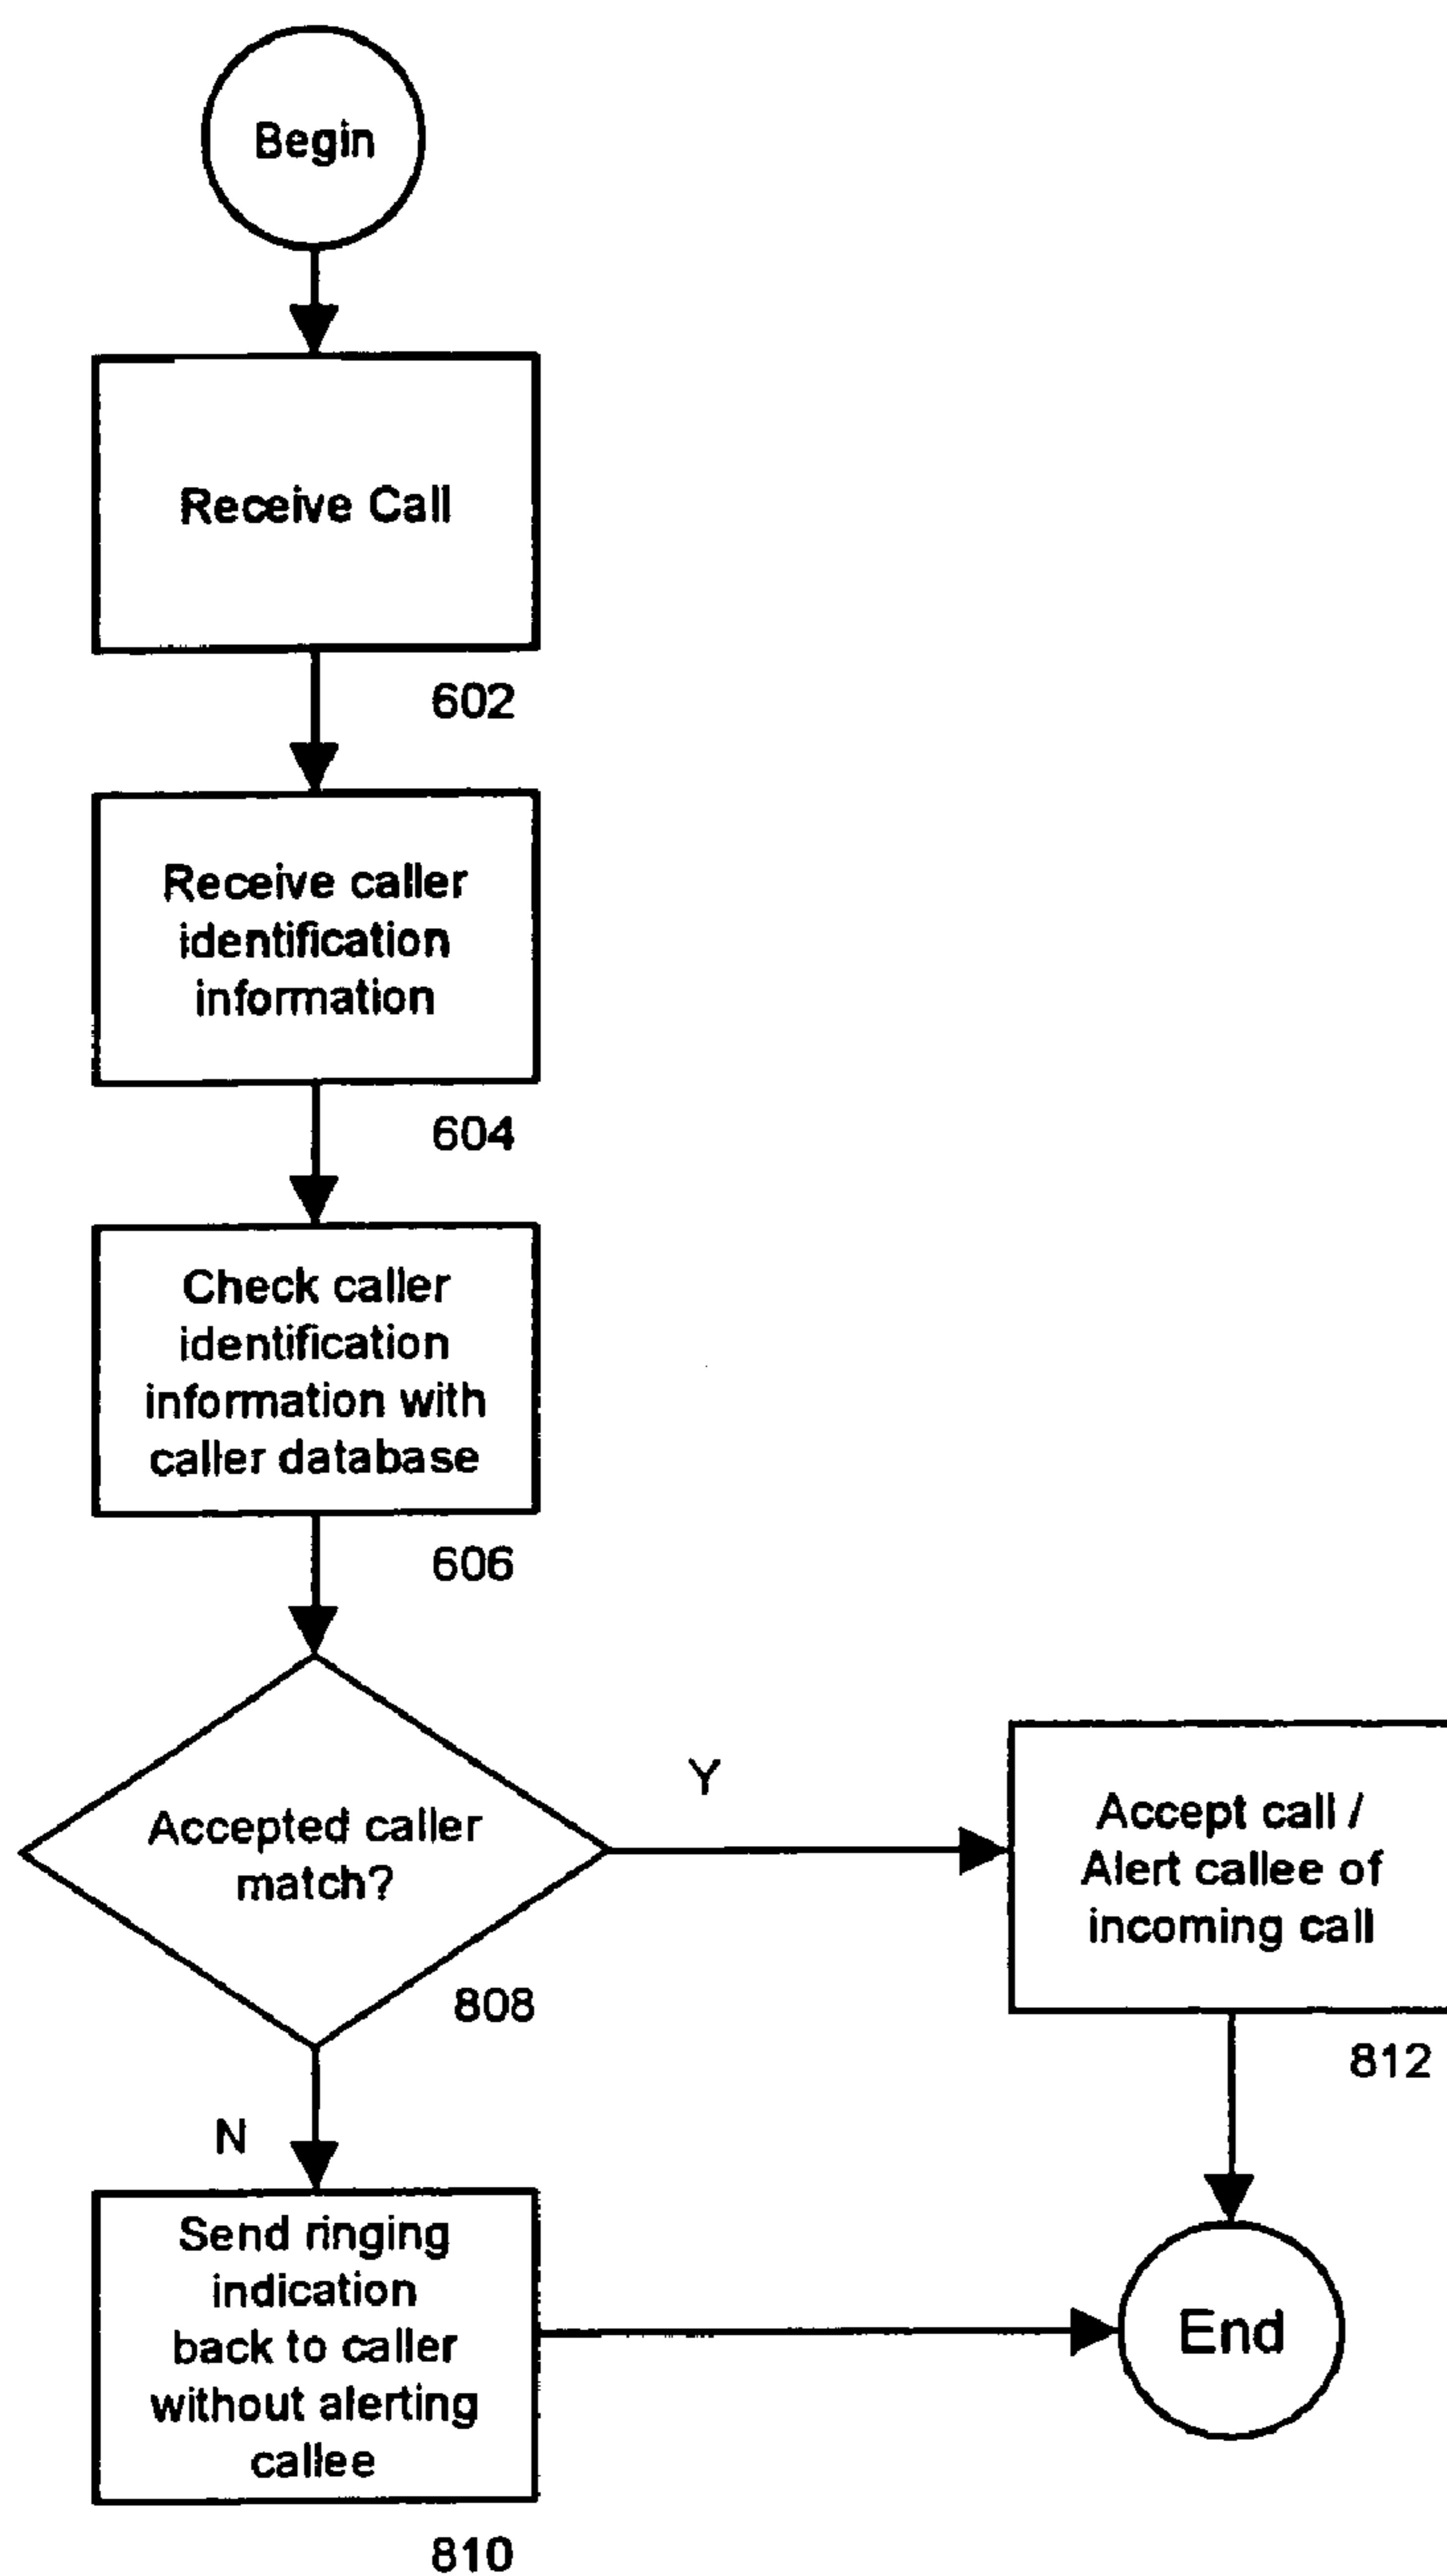 Begin
Receive Call
602
Receive caller
identification
information
604
Check caller
identification
information with
caller database
606
Accepted caller
match?
808
Y
Accept call /
Alert callee of
incoming call
812
N
Send ringing
indication
back to caller
without alerting
callee
810
End